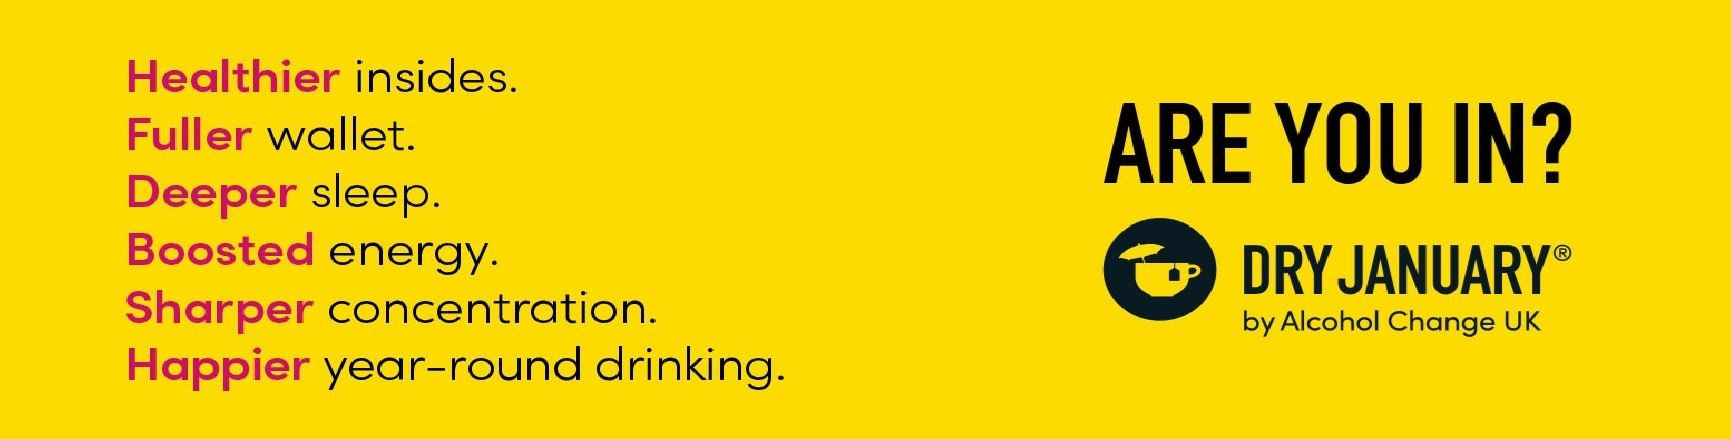 Healthier insides.
Fuller wallet.
Deeper sleep.
Boosted energy.
Sharper concentration.
Happier year-round drinking.
ARE YOU IN?
DRY JANUARY®
by Alcohol Change UK